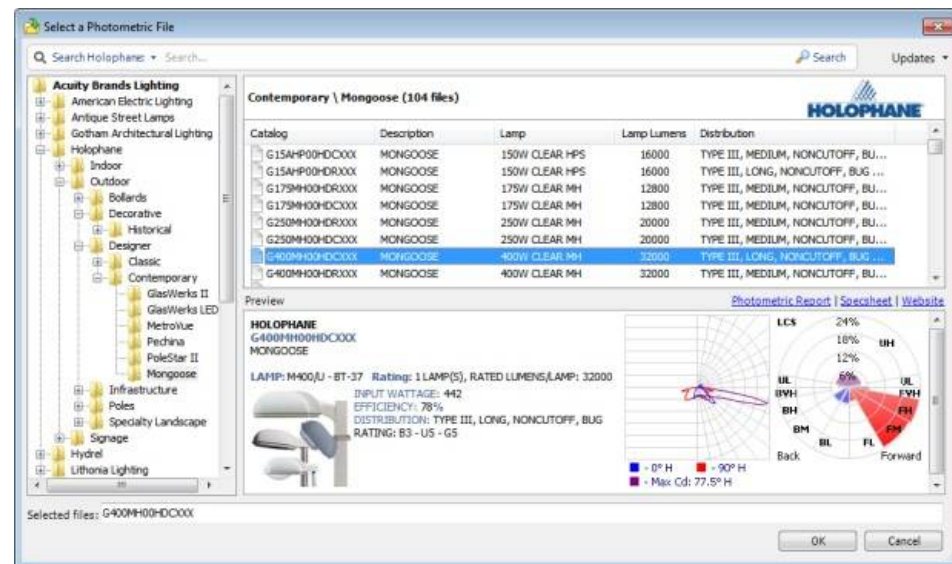 Select a Photometric File
Search Holophane: Search... Search Updates
Acuity Brands Lighting
American Electric Lighting
Antique Street Lamps
Gotham Architectural Lighting
Holophane
Indoor
Outdoor
Bollards
Decorative
Historical
Designer
Classic
Contemporary
GlasWerks II
GlasWerks LED
MetroVue
Pechina
PoleStar II
Mongoose
Infrastructure
Poles
Specialty Landscape
Signage
Hydrel
Lithonia Lighting
Contemporary \ Mongoose (104 files)
HOLOPHANE
Catalog Description Lamp Lamp Lumens Distribution
G15AHP00HDCXXX MONGOOSE 150W CLEAR HPS 16000 TYPE III, MEDIUM, NONCUTOFF, BU...
G15AHP00HDRXXX MONGOOSE 150W CLEAR HPS 16000 TYPE III, LONG, NONCUTOFF, BUG ...
G175MH00HDCXXX MONGOOSE 175W CLEAR MH 12800 TYPE III, MEDIUM, NONCUTOFF, BU...
G175MH00HDRXXX MONGOOSE 175W CLEAR MH 12800 TYPE III, MEDIUM, NONCUTOFF, BU...
G250MH00HDRXXX MONGOOSE 250W CLEAR MH 20000 TYPE III, MEDIUM, NONCUTOFF, BU...
G250MH00HDCXXX MONGOOSE 250W CLEAR MH 20000 TYPE III, MEDIUM, NONCUTOFF, BU...
G400MH00HDCXXX MONGOOSE 400W CLEAR MH 32000 TYPE III, LONG, NONCUTOFF, BUG ...
G400MH00HDRXXX MONGOOSE 400W CLEAR MH 32000 TYPE III, MEDIUM, NONCUTOFF, BU...
Preview Photometric Report | Specsheet | Website
HOLOPHANE
G400MH00HDCXXX
MONGOOSE
LAMP: M400/U - BT-37 Rating: 1 LAMP(S), RATED LUMENS/LAMP: 32000
INPUT WATTAGE: 442
EFFICIENCY: 78%
DISTRIBUTION: TYPE III, LONG, NONCUTOFF, BUG
RATING: B3 - U5 - G5
- 0° H - 90° H
- Max Cd: 77.5° H
LCS 24%
18% UH
12%
UL 6% UL
BVH FVH
BH FH
BM FM
BL FL
Back Forward
Selected files: G400MH00HDCXXX
OK Cancel